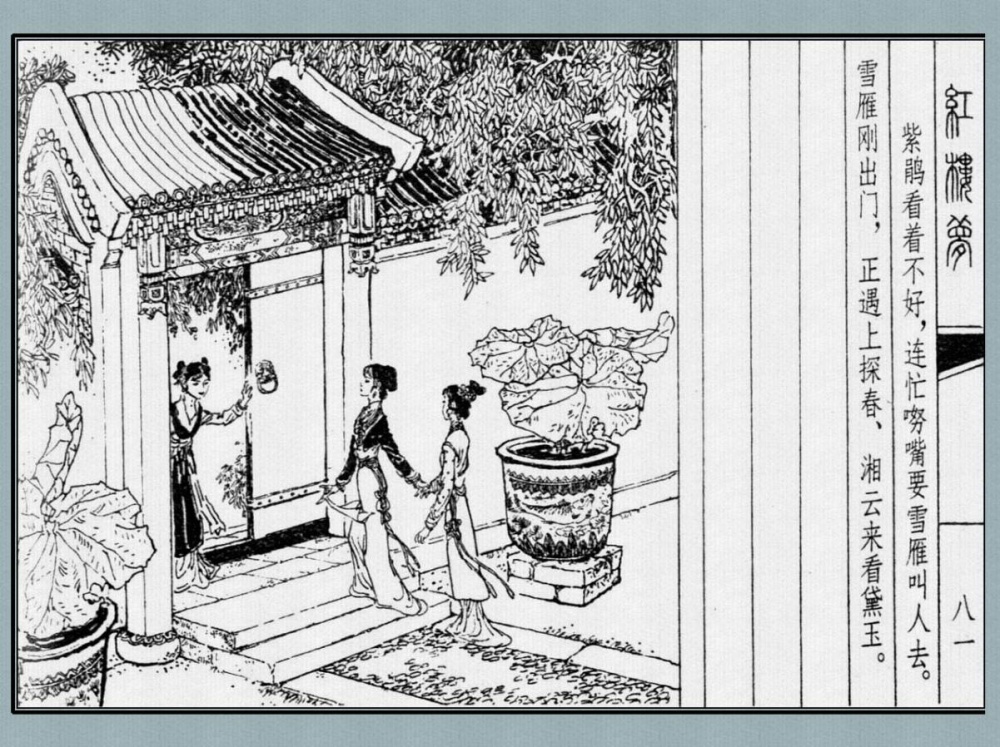 紅樓夢
紫鹃看着不好,连忙嘴要雪雁叫人去。
雪雁刚出门,正遇上探春、湘云来看黛玉。
八一